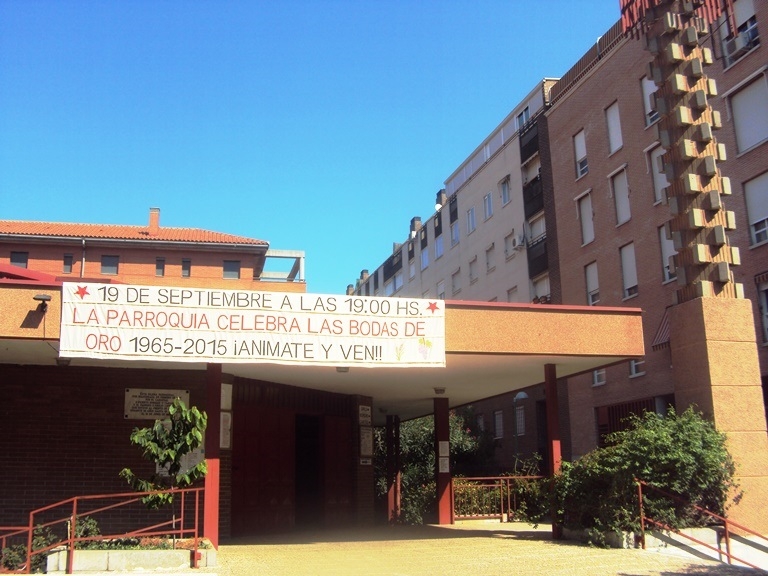 19 DE SEPTIEMBRE A LAS 19:00 HS.
LA PARROQUIA CELEBRA LAS BODAS DE
ORO 1965-2015 ¡ANIMATE Y VEN!!